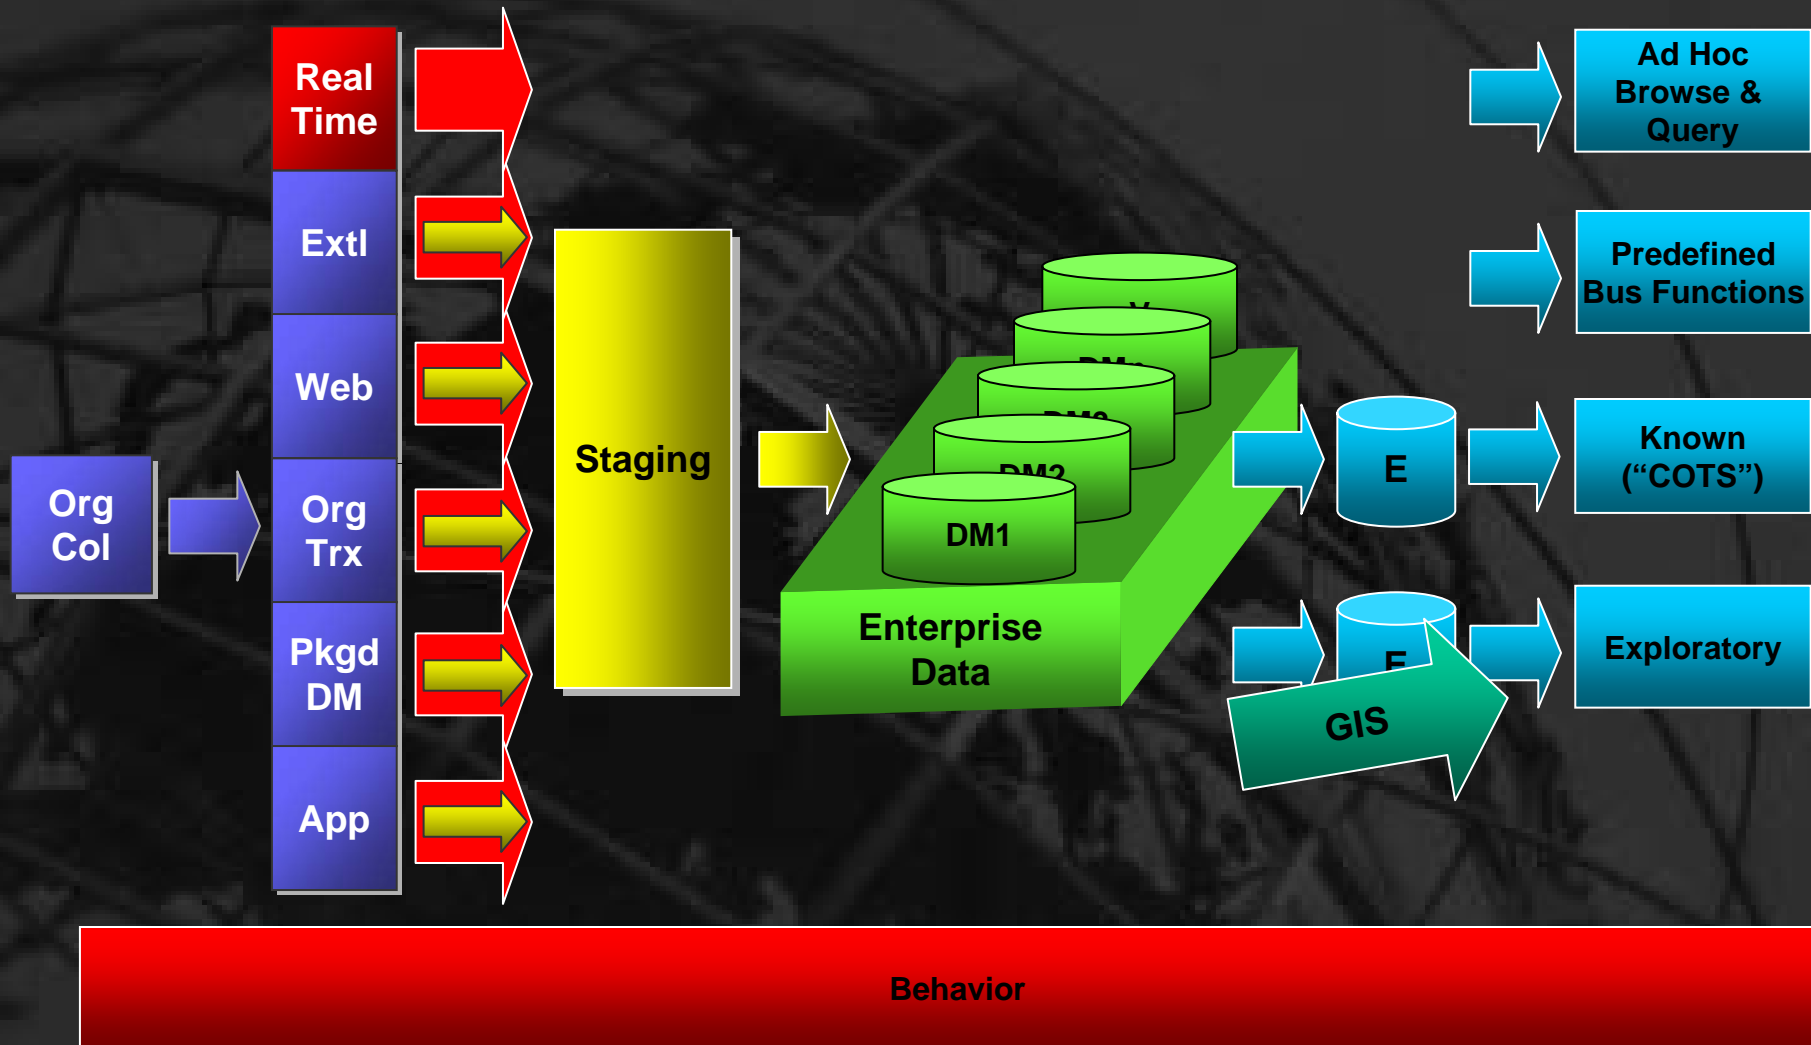 Real
Time
Extl
Web
Org
Trx
Pkgd
DM
App
Org
Col
Staging
DM2
DM1
Enterprise
Data
E
GIS
Ad Hoc
Browse &
Query
Predefined
Bus Functions
Known
(“COTS”)
Exploratory
Behavior